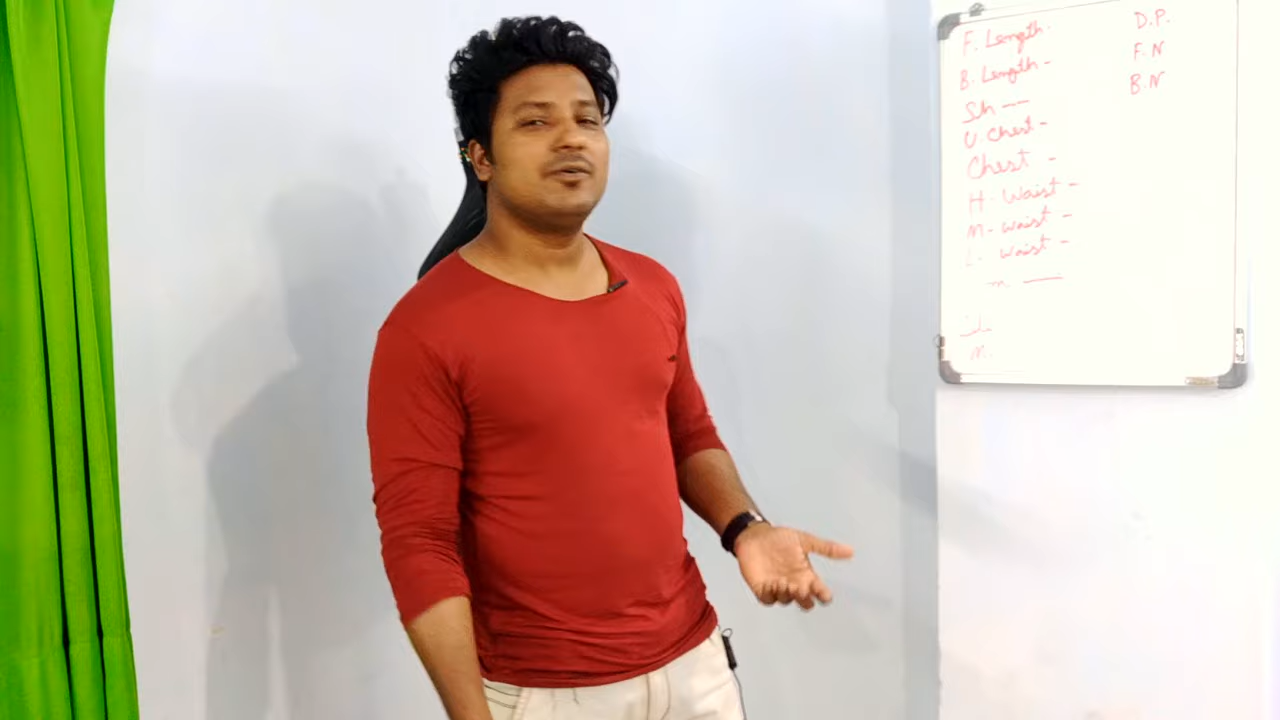 F. Length. D.P.
B. Length - F.N
Sh -- B.N
U. Chest -
Chest -
H. Waist -
M. waist -
L. waist -
m. —
M.